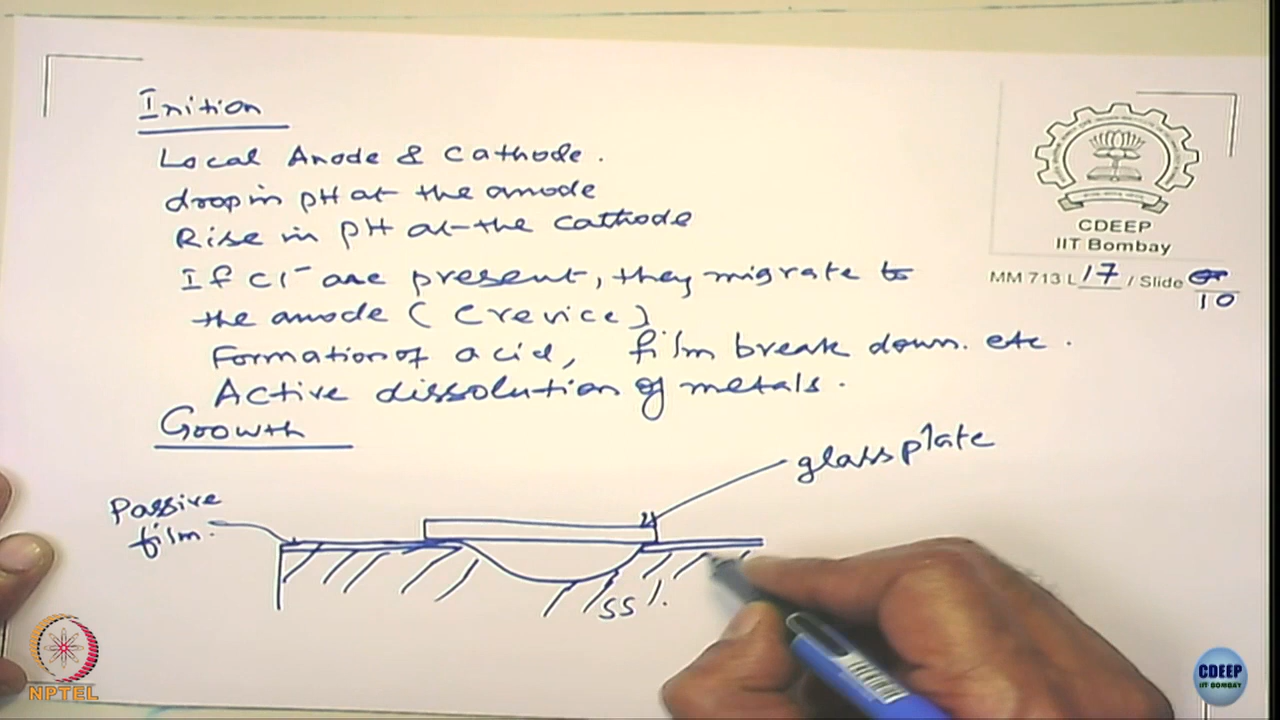 Inition
Local Anode & Cathode.
drop in pH at the anode
Rise in pH at the cathode
If Cl⁻ are present, they migrate to
the anode (Crevice)
Formation of acid, film break down. etc.
Active dissolution of metals.
Growth
glass plate
Passive
film.
SS
CDEEP
IIT Bombay
MM 713 L 17 / Slide
10
NPTEL
CDEEP
IIT BOMBAY